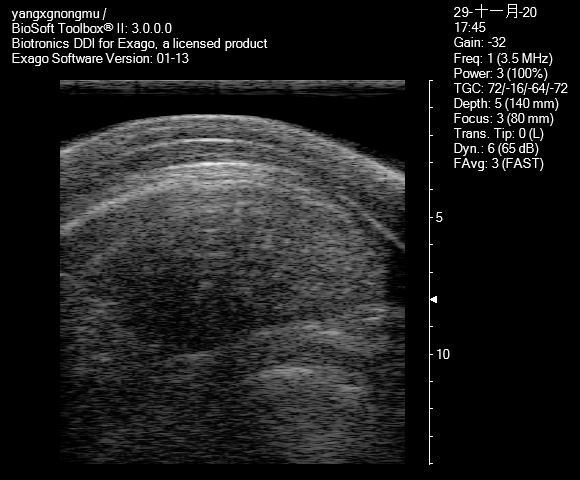 yangxgnongmu /
BioSoft Toolbox® II: 3.0.0.0
Biotronics DDI for Exago, a licensed product
Exago Software Version: 01-13
29-十一月-20
17:45
Gain: -32
Freq: 1 (3.5 MHz)
Power: 3 (100%)
TGC: 72/-16/-64/-72
Depth: 5 (140 mm)
Focus: 3 (80 mm)
Trans. Tip: 0 (L)
Dyn.: 6 (65 dB)
FAvg: 3 (FAST)
5
10